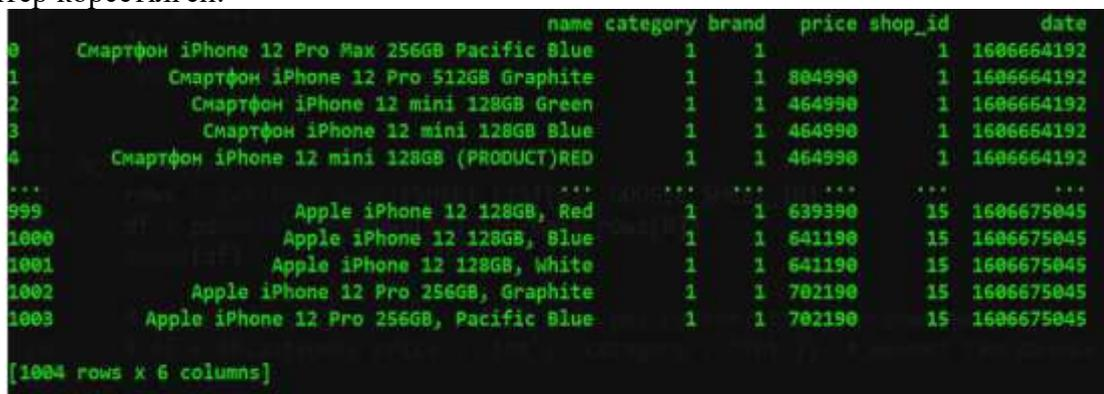 көрсетілген.
name category brand price shop_id date
0 Смартфон iPhone 12 Pro Max 256GB Pacific Blue 1 1 1 1606664192
1 Смартфон iPhone 12 Pro 512GB Graphite 1 1 804990 1 1606664192
2 Смартфон iPhone 12 mini 128GB Green 1 1 464990 1 1606664192
3 Смартфон iPhone 12 mini 128GB Blue 1 1 464990 1 1606664192
4 Смартфон iPhone 12 mini 128GB (PRODUCT)RED 1 1 464990 1 1606664192
... ... ... ... ... ... ...
999 Apple iPhone 12 128GB, Red 1 1 639390 15 1606675045
1000 Apple iPhone 12 128GB, Blue 1 1 641190 15 1606675045
1001 Apple iPhone 12 128GB, White 1 1 641190 15 1606675045
1002 Apple iPhone 12 Pro 256GB, Graphite 1 1 702190 15 1606675045
1003 Apple iPhone 12 Pro 256GB, Pacific Blue 1 1 702190 15 1606675045
[1004 rows x 6 columns]